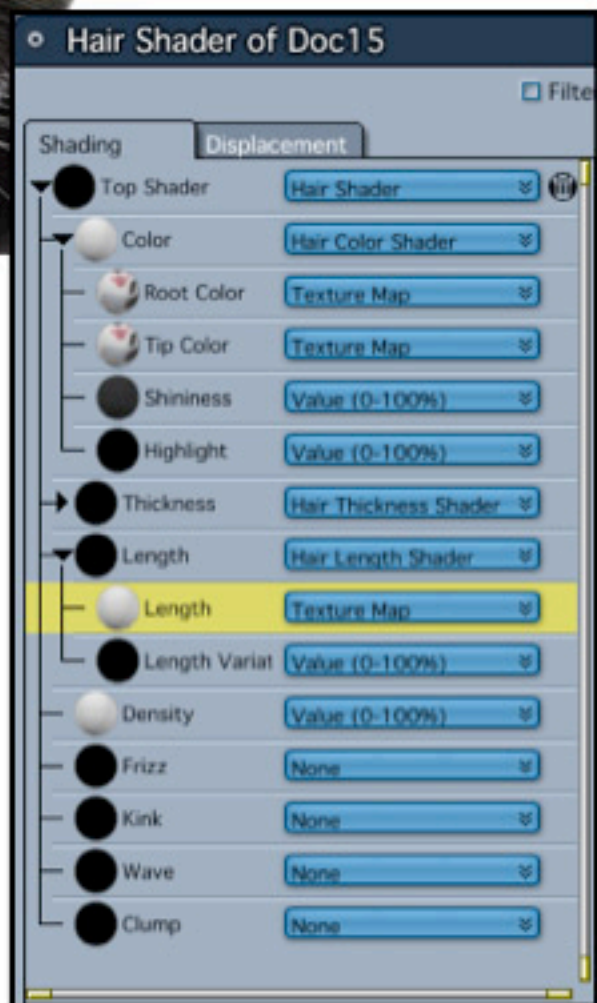 Hair Shader of Doc15
Filte
Shading Displacement
Top Shader Hair Shader
Color Hair Color Shader
Root Color Texture Map
Tip Color Texture Map
Shininess Value (0-100%)
Highlight Value (0-100%)
Thickness Hair Thickness Shader
Length Hair Length Shader
Length Texture Map
Length Variat Value (0-100%)
Density Value (0-100%)
Frizz None
Kink None
Wave None
Clump None